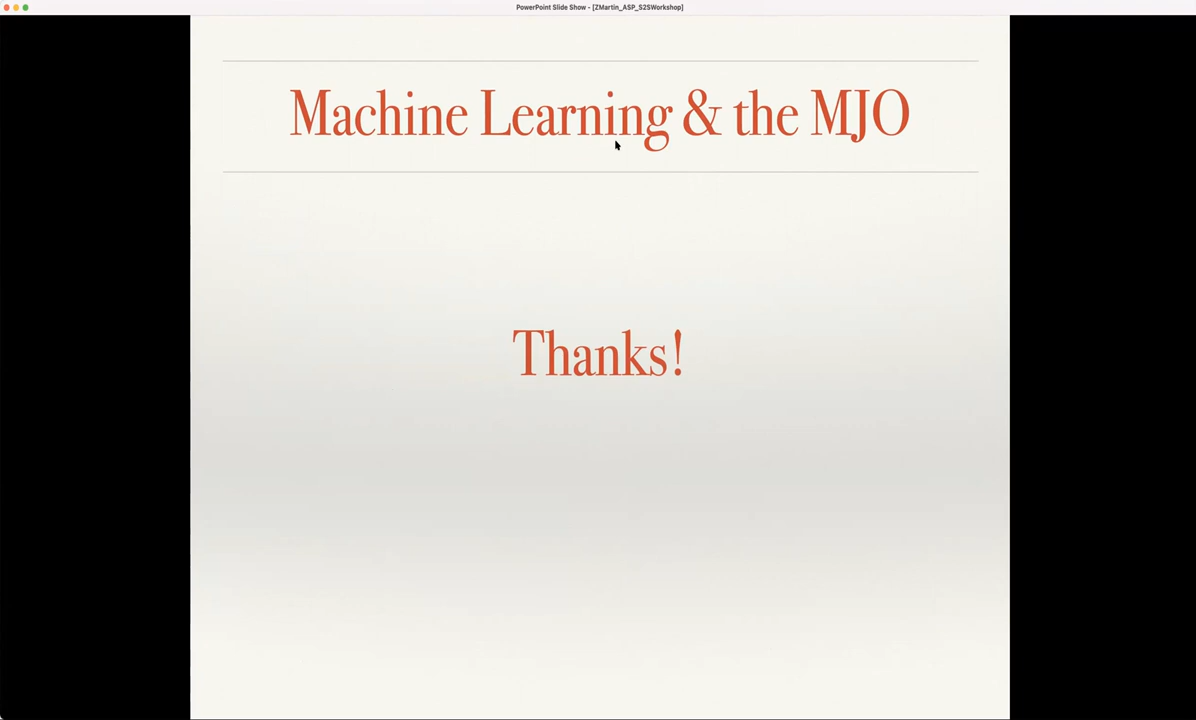 PowerPoint Slide Show - [ZMartin_ASP_S2SWorkshop]
Machine Learning & the MJO
Thanks!